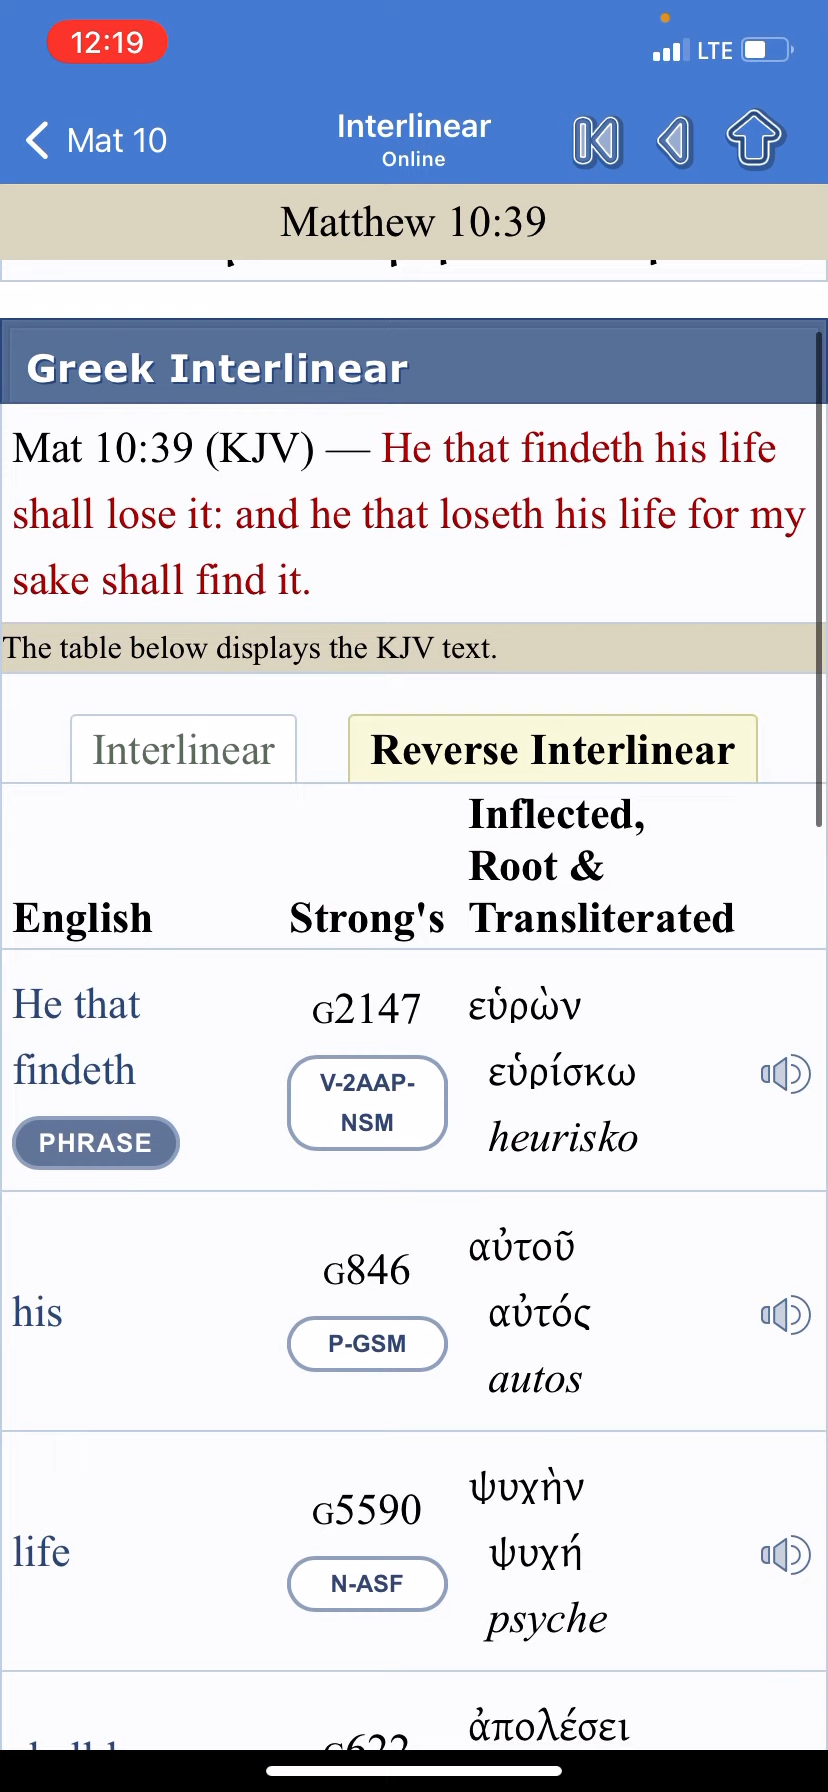 12:19
LTE
Mat 10
Interlinear
Online
Matthew 10:39
Greek Interlinear
Mat 10:39 (KJV) — He that findeth his life
shall lose it: and he that loseth his life for my
sake shall find it.
The table below displays the KJV text.
Interlinear
Reverse Interlinear
English
Strong's
Inflected,
Root &
Transliterated
He that
findeth
PHRASE
G2147
V-2AAP-
NSM
εὑρὼν
εὑρίσκω
heurisko
his
G846
P-GSM
αὐτοῦ
αὐτός
autos
life
G5590
N-ASF
ψυχὴν
ψυχή
psyche
G622
ἀπολέσει